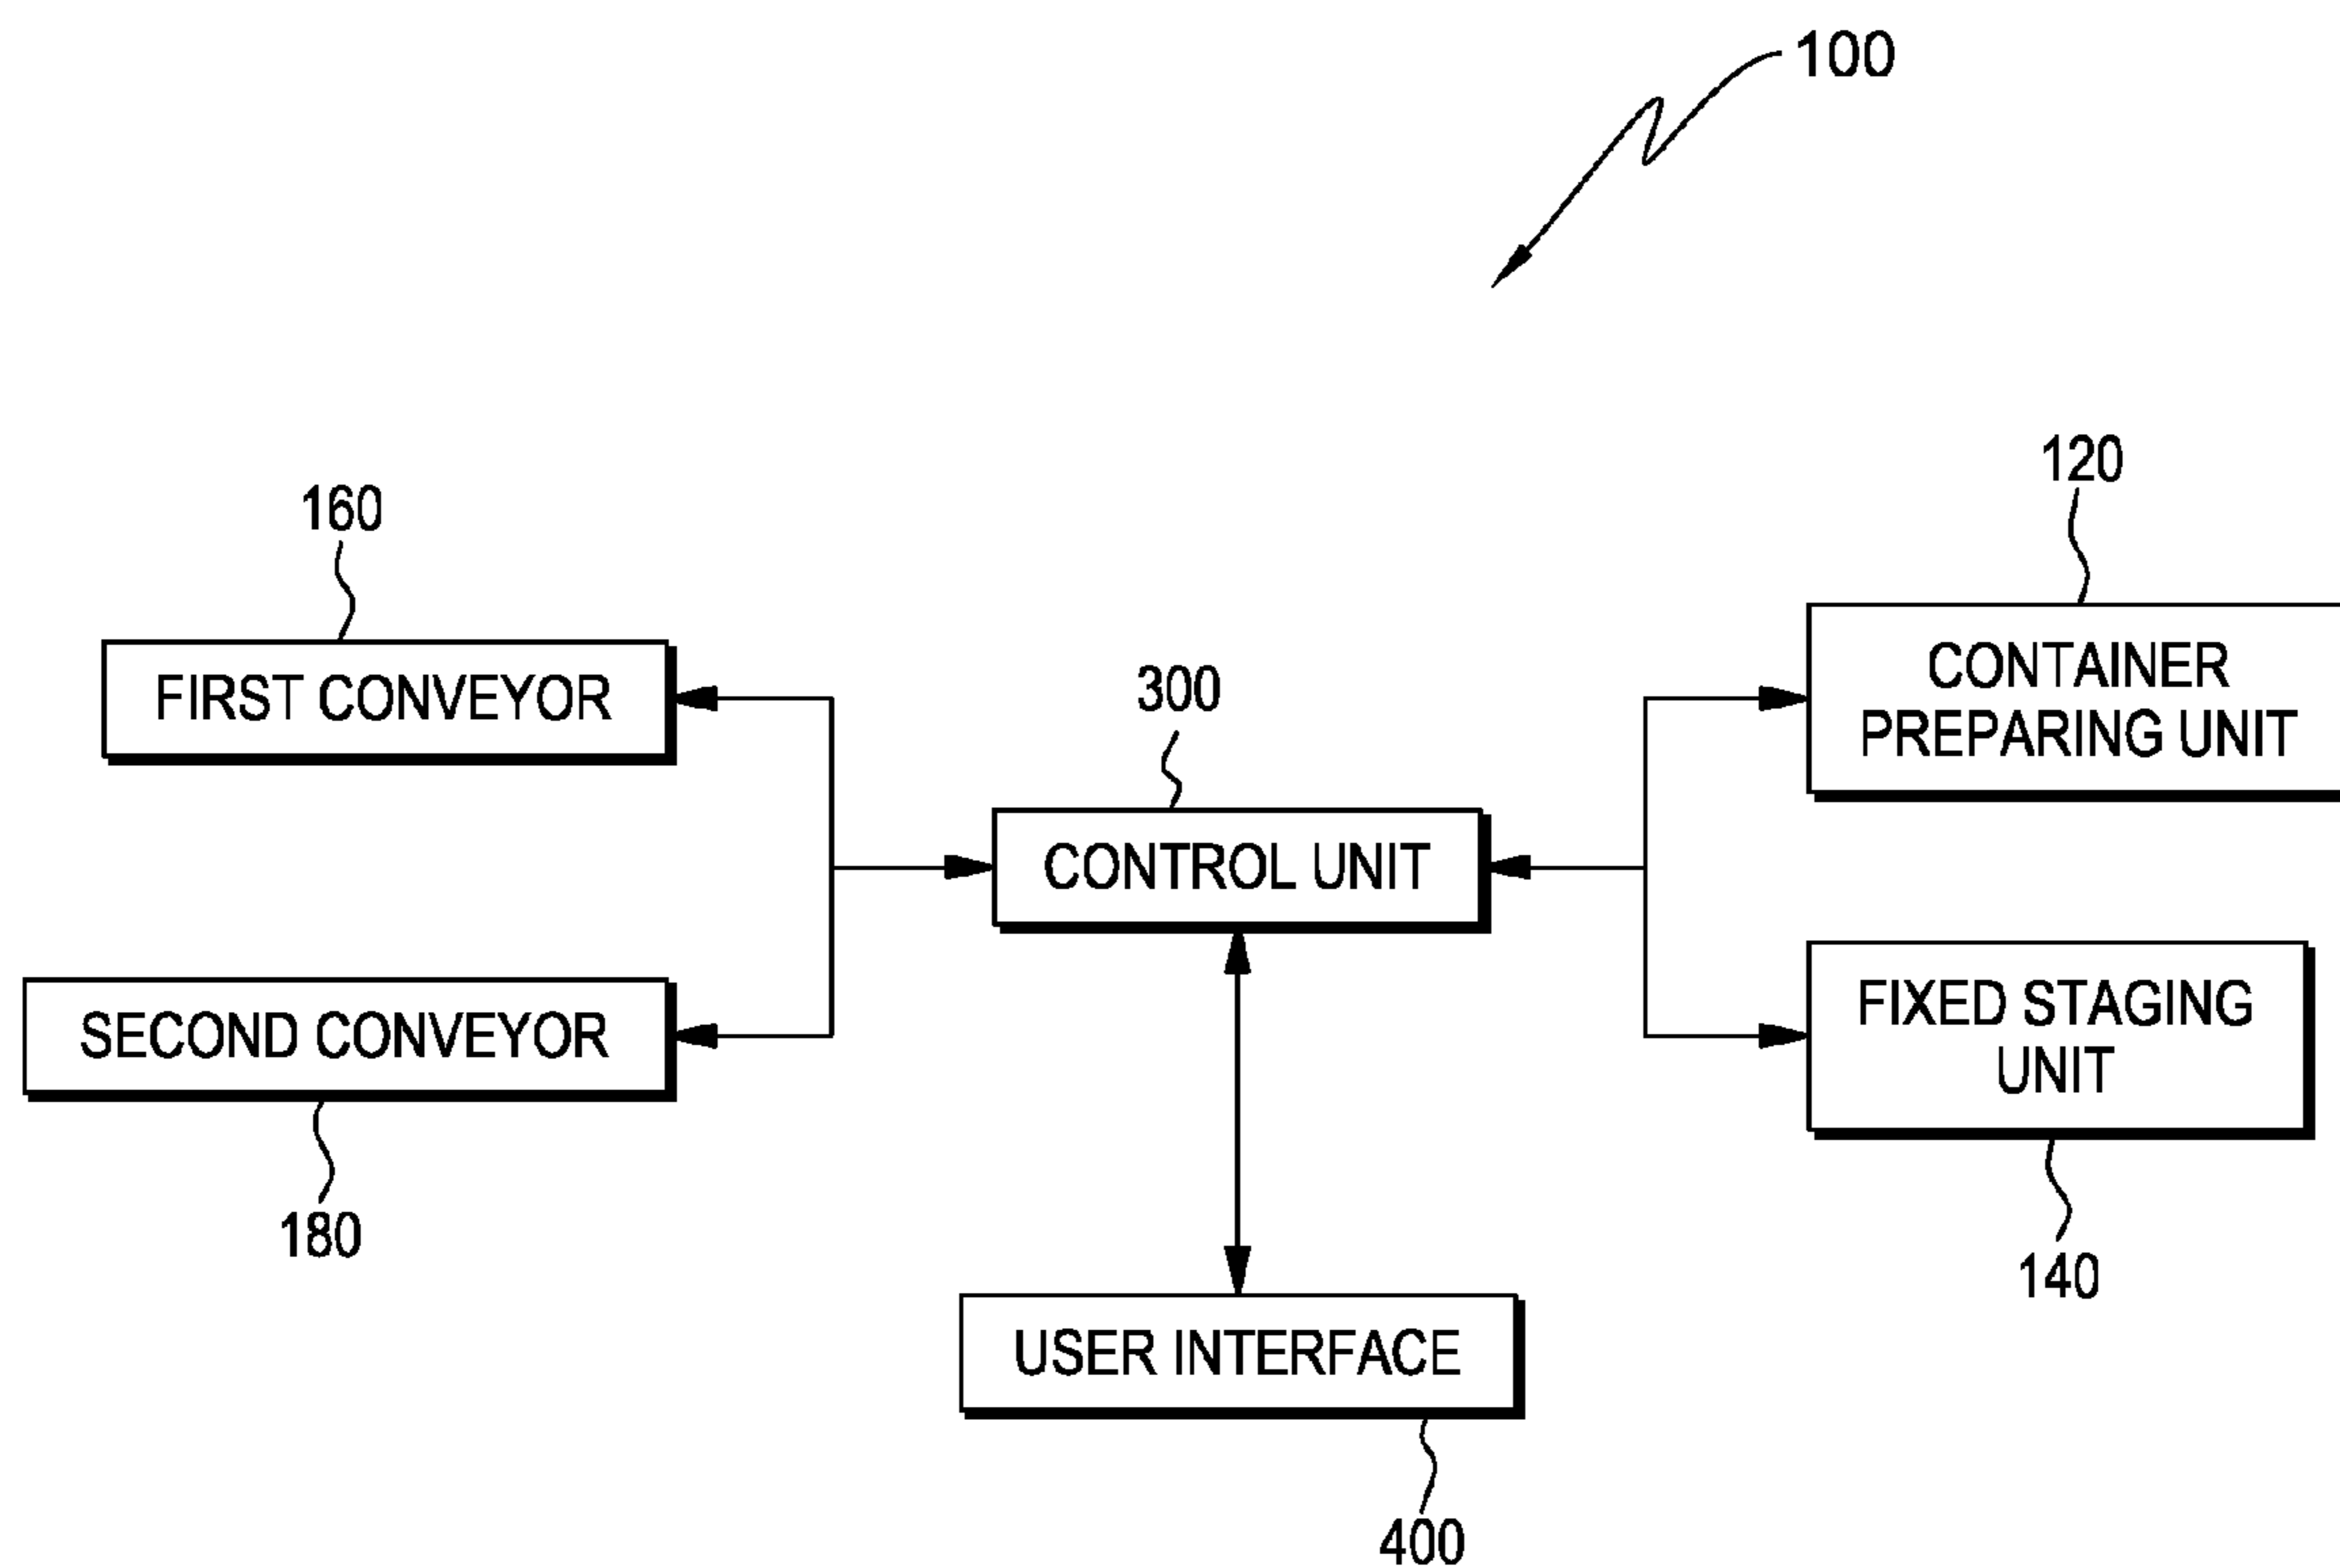 100
120
160
CONTAINER
PREPARING UNIT
FIRST CONVEYOR
300
CONTROL UNIT
SECOND CONVEYOR
FIXED STAGING
UNIT
180
140
USER INTERFACE
400